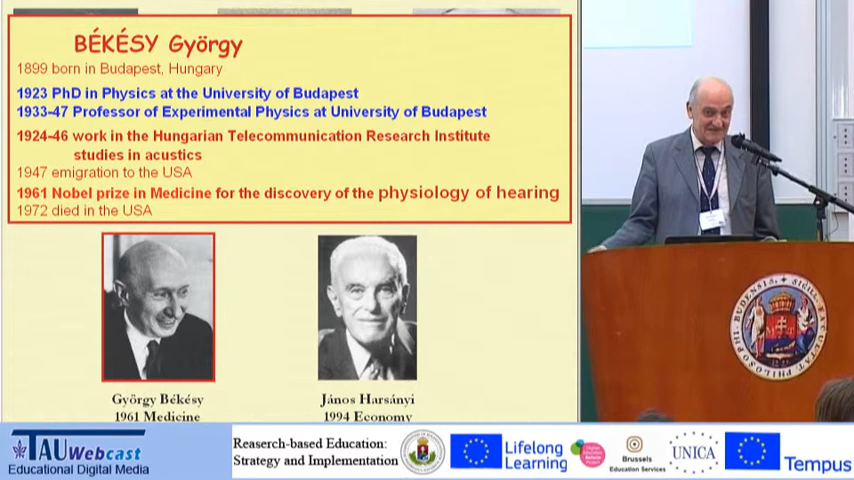 BÉKÉSY György
1899 born in Budapest, Hungary
1923 PhD in Physics at the University of Budapest
1933-47 Professor of Experimental Physics at University of Budapest
1924-46 work in the Hungarian Telecommunication Research Institute
studies in acustics
1947 emigration to the USA
1961 Nobel prize in Medicine for the discovery of the physiology of hearing
1972 died in the USA
György Békésy
1961 Medicine
János Harsányi
1994 Economy
TAU Webcast
Educational Digital Media
Reaserch-based Education:
Strategy and Implementation
Lifelong
Learning
Brussels
Education Services
UNICA
Tempus